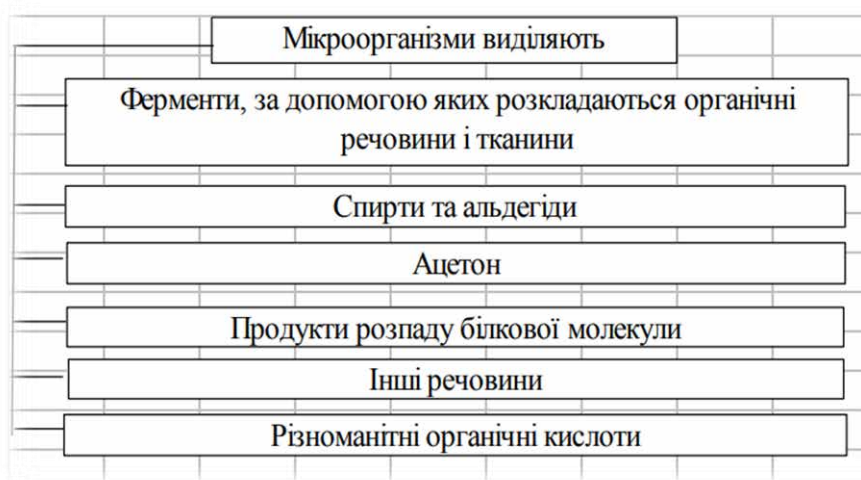 Мікроорганізми виділяють
Ферменти, за допомогою яких розкладаються органічні
речовини і тканини
Спирти та альдегіди
Ацетон
Продукти розпаду білкової молекули
Інші речовини
Різноманітні органічні кислоти